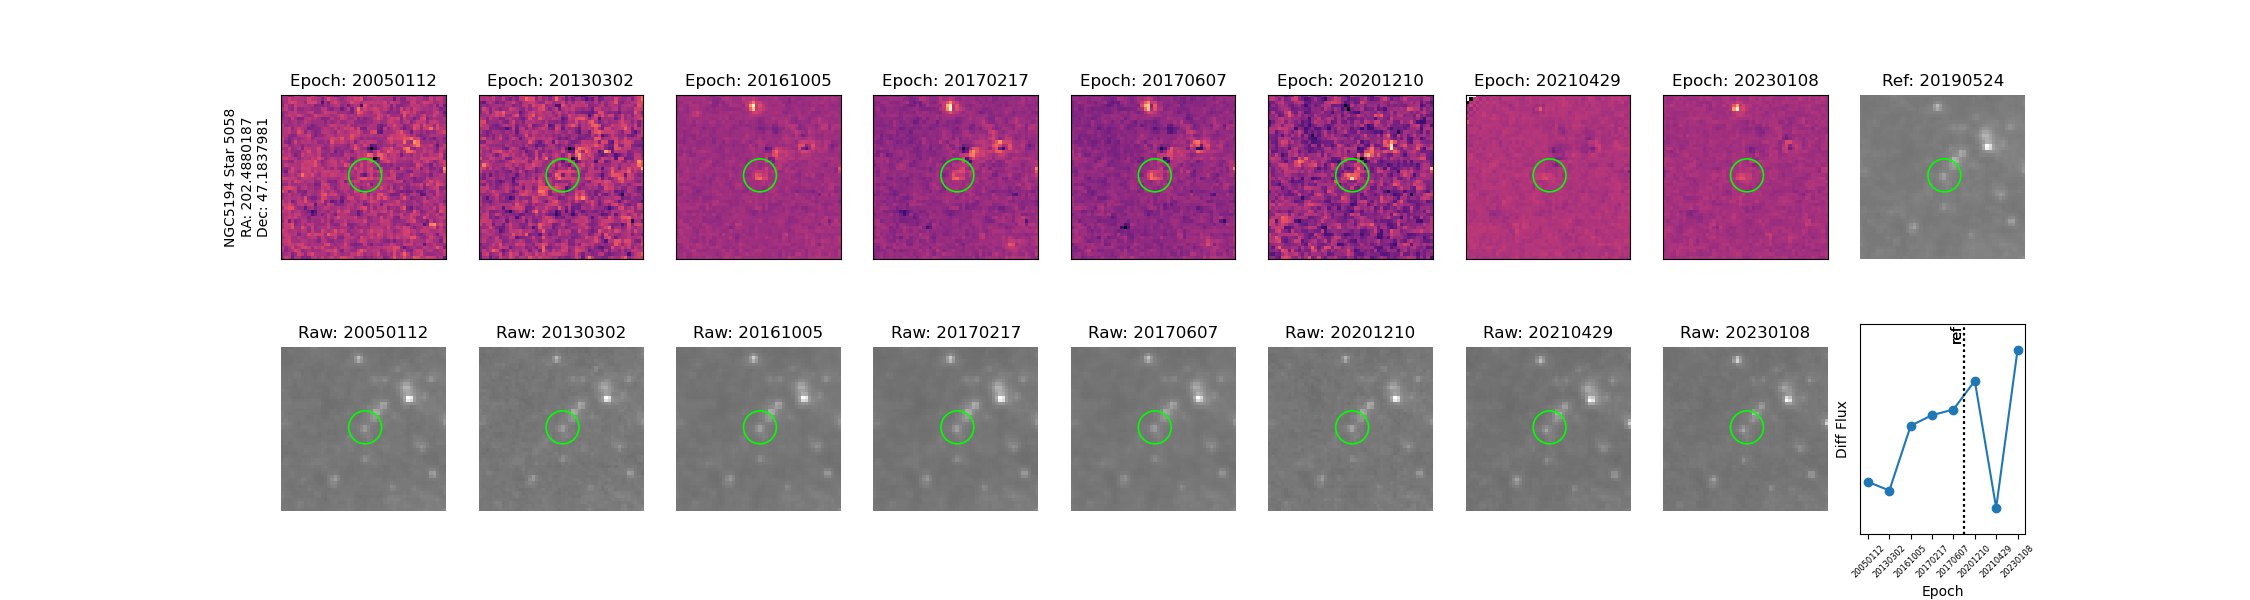 NGC5194 Star 5058
RA: 202.4880187
Dec: 47.1837981
Epoch: 20050112
Epoch: 20130302
Epoch: 20161005
Epoch: 20170217
Epoch: 20170607
Epoch: 20201210
Epoch: 20210429
Epoch: 20230108
Ref: 20190524
Raw: 20050112
Raw: 20130302
Raw: 20161005
Raw: 20170217
Raw: 20170607
Raw: 20201210
Raw: 20210429
Raw: 20230108
ref
Diff Flux
20050112
20130302
20161005
20170217
20170607
20201210
20210429
20230108
Epoch